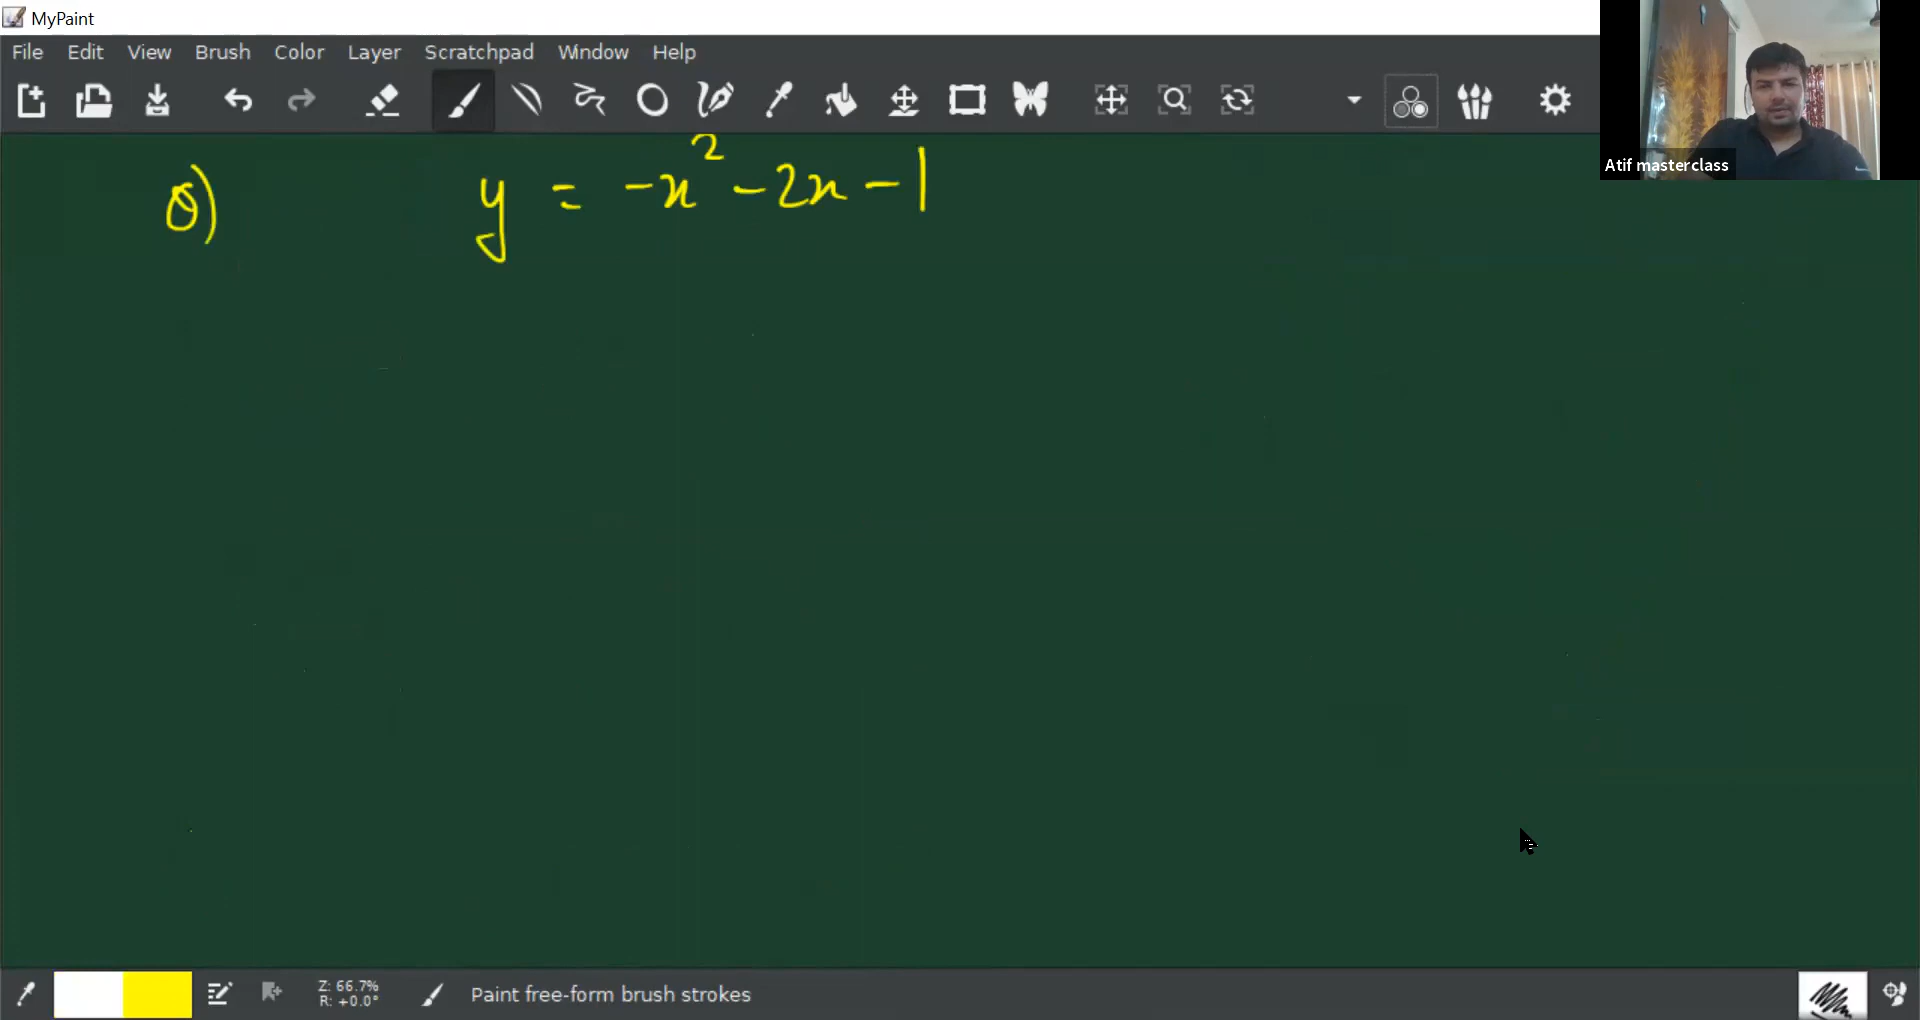 MyPaint
File Edit View Brush Color Layer Scratchpad Window Help
Atif masterclass
Q) y = -x² - 2x - 1
Z: 66.7%
R: +0.0°
Paint free-form brush strokes